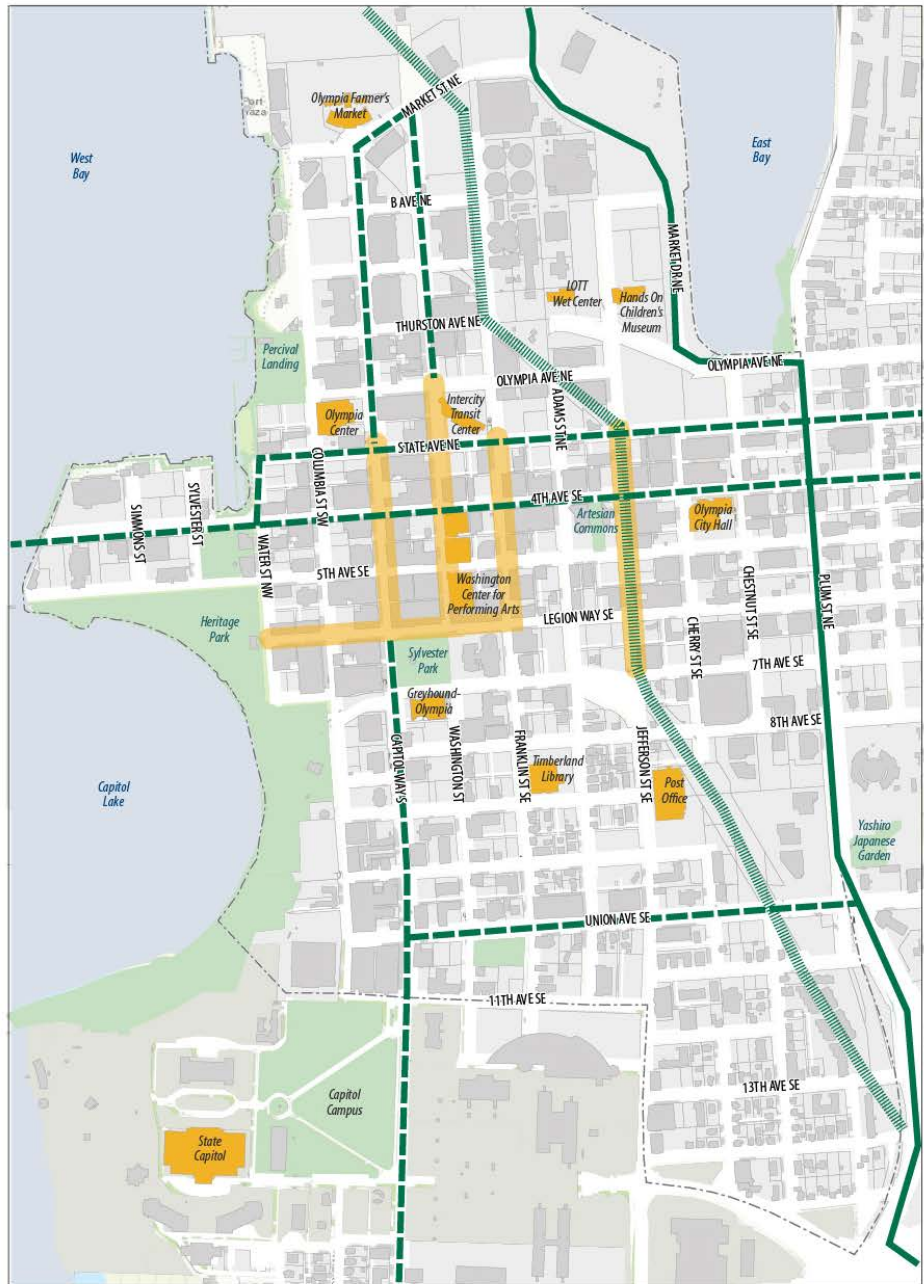 MARKET ST NE
Olympia Farmer's
Market
West
Bay
East
Bay
B AVE NE
MARKET DR NE
LOTT
Wet Center
Hands On
Children's
Museum
THURSTON AVE NE
Percival
Landing
OLYMPIA AVE NE
OLYMPIA AVE NE
Olympia
Center
Intercity
Transit
Center
ADAMS ST NE
STATE AVE NE
COLUMBIA ST SW
SYLVESTER ST
SIMMONS ST
4TH AVE SE
Artesian
Commons
Olympia
City Hall
WATER ST NW
5TH AVE SE
Washington
Center for
Performing Arts
CHESTNUT ST SE
PLUM ST NE
Heritage
Park
LEGION WAY SE
Sylvester
Park
CHERRY ST SE
7TH AVE SE
Greyhound-
Olympia
8TH AVE SE
CAPITOL WAY S
WASHINGTON ST
FRANKLIN ST SE
JEFFERSON ST SE
Timberland
Library
Post
Office
Capitol
Lake
Yashiro
Japanese
Garden
UNION AVE SE
11TH AVE SE
13TH AVE SE
Capitol
Campus
State
Capitol